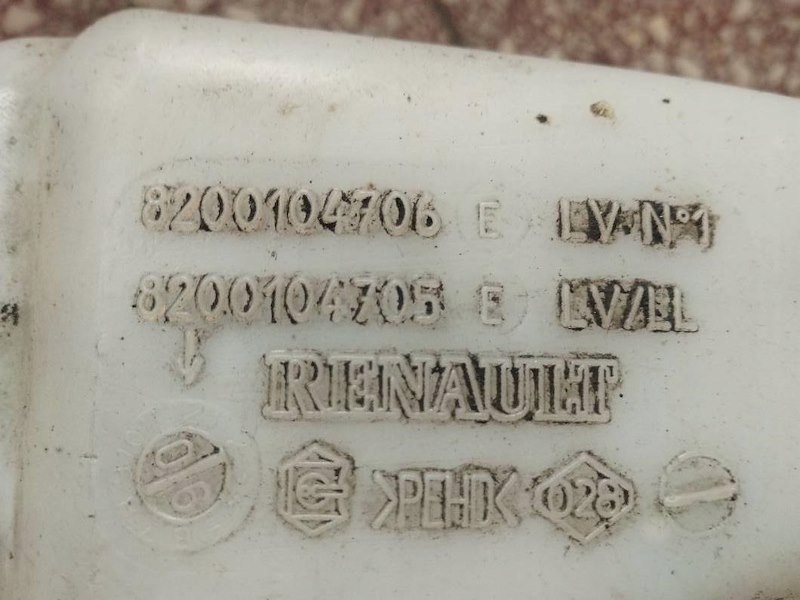 8200104706 E LV N°1
8200104705 E LV/LL
RENAULT
>PEHD< 028